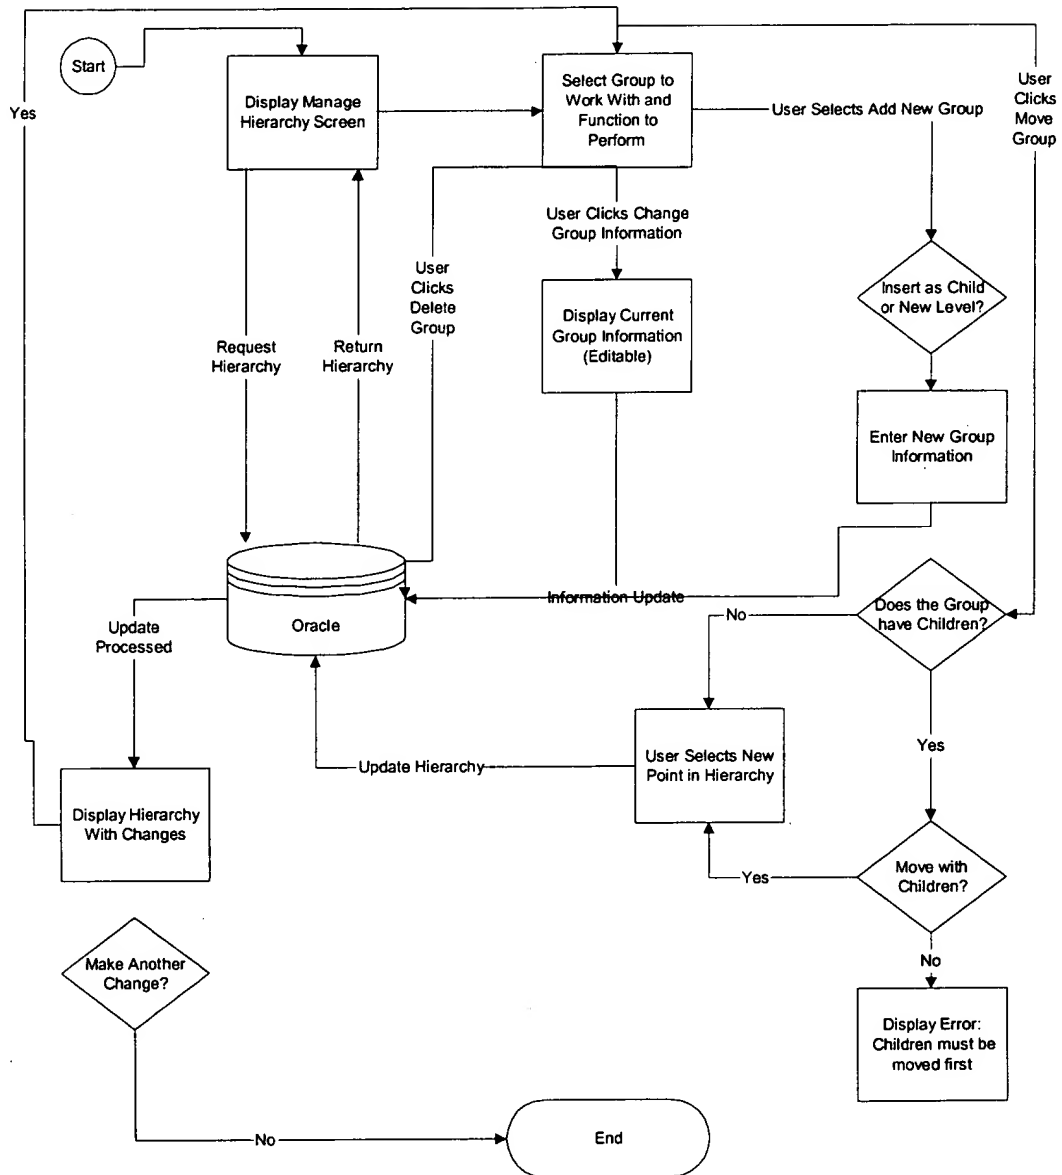 Start
Yes
Display Manage
Hierarchy Screen
Select Group to
Work With and
Function to
Perform
User Selects Add New Group
User
Clicks
Move
Group
User Clicks Change
Group Information
User
Clicks
Delete
Group
Insert as Child
or New Level?
Display Current
Group Information
(Editable)
Request
Hierarchy
Return
Hierarchy
Enter New Group
Information
Information Update
Oracle
Does the Group
have Children?
No
Update
Processed
Yes
User Selects New
Point in Hierarchy
Update Hierarchy
Display Hierarchy
With Changes
Move with
Children?
Yes
No
Make Another
Change?
Display Error:
Children must be
moved first
No
End